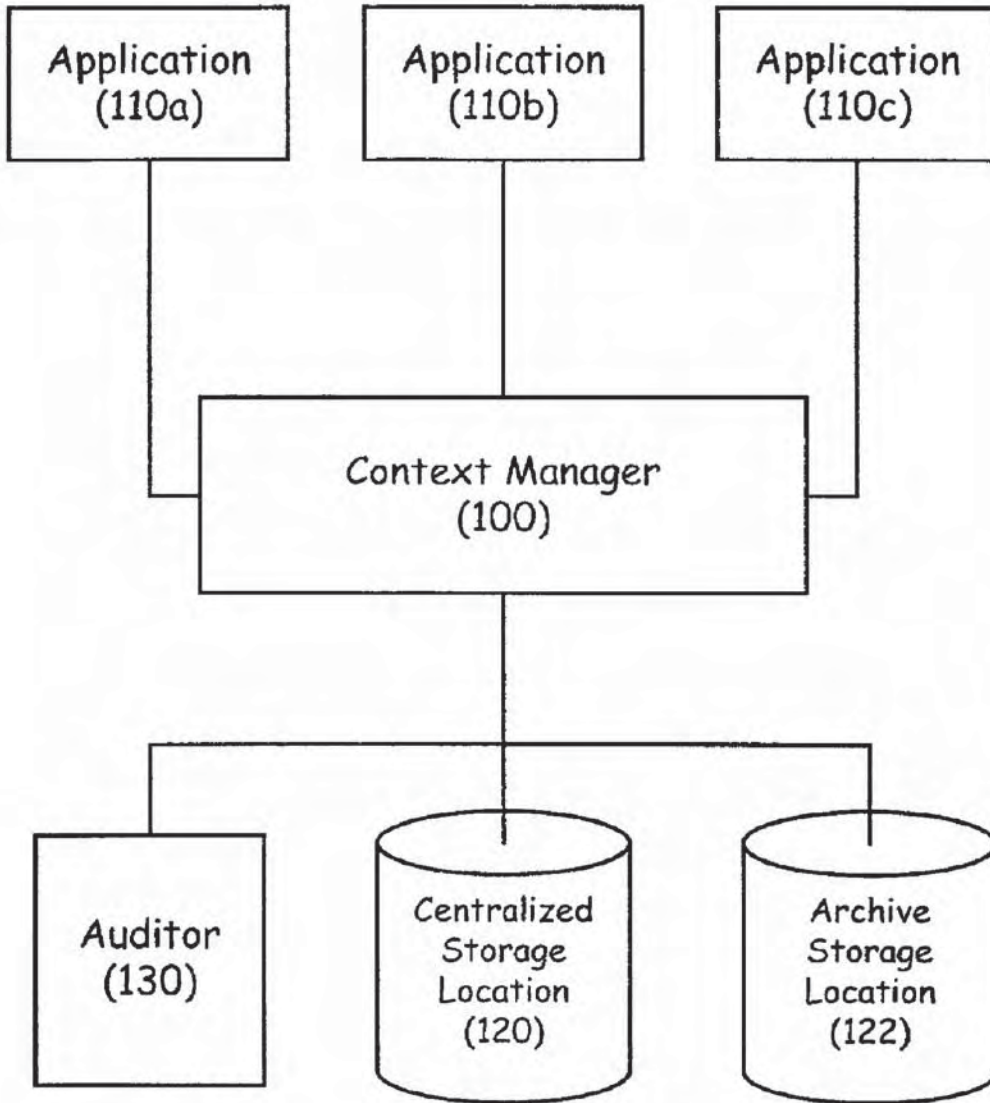 Application
(110a)
Application
(110b)
Application
(110c)
Context Manager
(100)
Auditor
(130)
Centralized
Storage
Location
(120)
Archive
Storage
Location
(122)